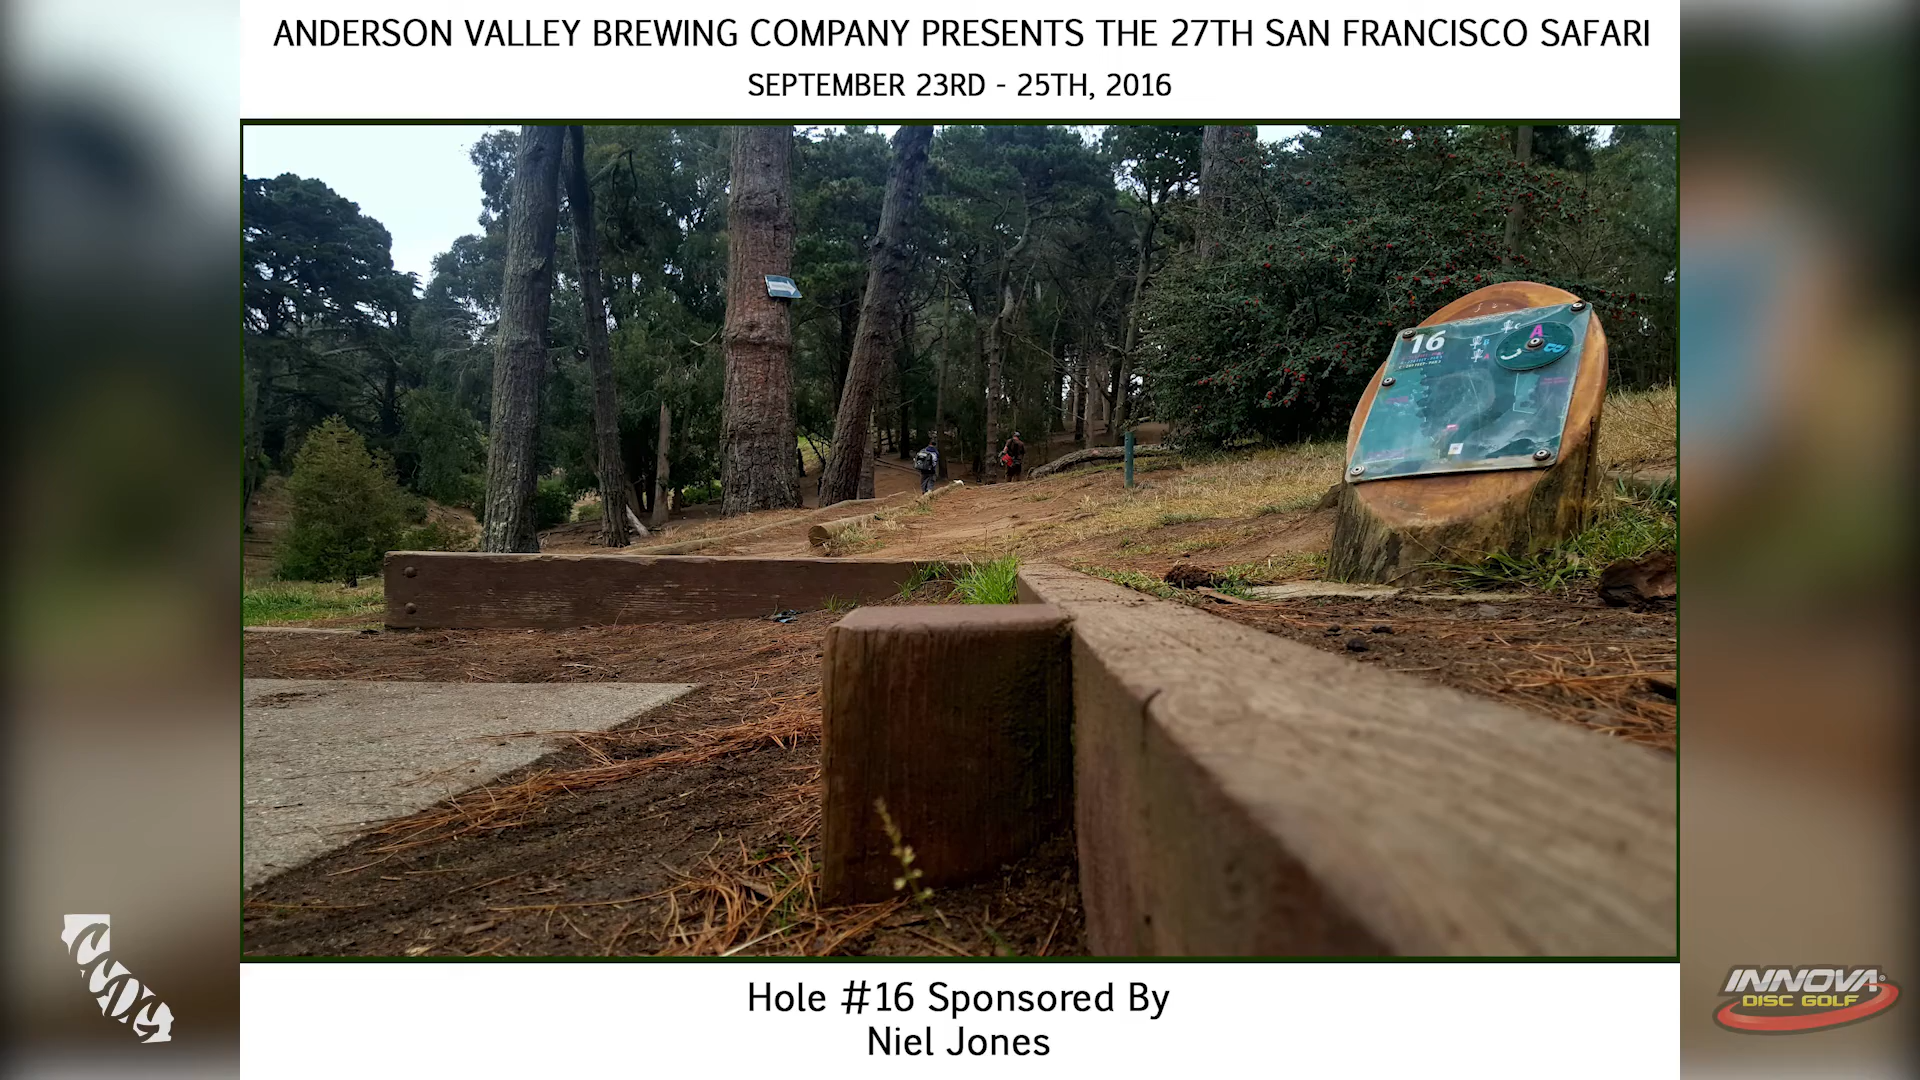 ANDERSON VALLEY BREWING COMPANY PRESENTS THE 27TH SAN FRANCISCO SAFARI
SEPTEMBER 23RD - 25TH, 2016
16
A
B
Hole #16 Sponsored By
Niel Jones
INNOVA®
DISC GOLF